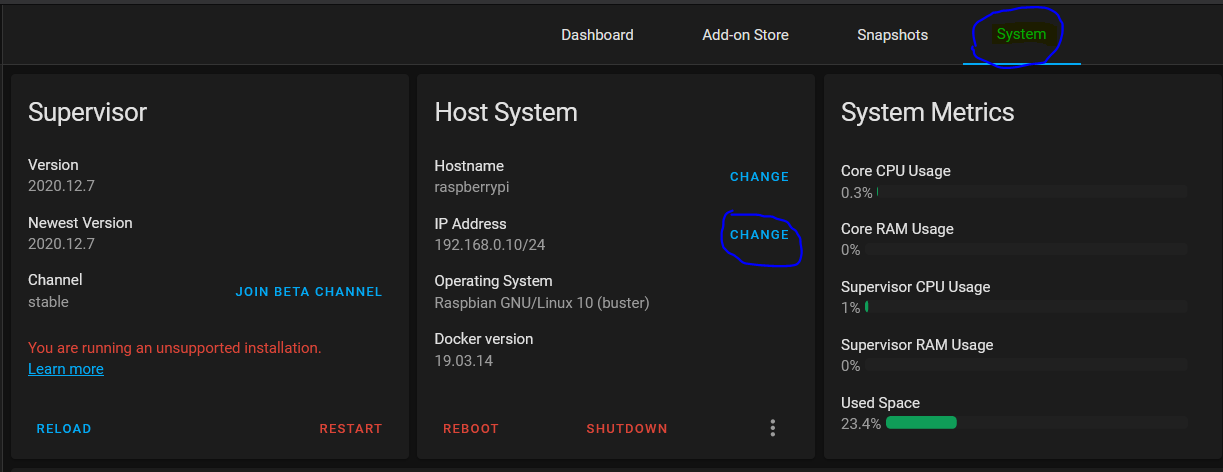 Dashboard
Add-on Store
Snapshots
System
Supervisor
Version
2020.12.7
Newest Version
2020.12.7
Channel
stable
JOIN BETA CHANNEL
You are running an unsupported installation.
Learn more
RELOAD
RESTART
Host System
Hostname
raspberrypi
CHANGE
IP Address
192.168.0.10/24
CHANGE
Operating System
Raspbian GNU/Linux 10 (buster)
Docker version
19.03.14
REBOOT
SHUTDOWN
System Metrics
Core CPU Usage
0.3%
Core RAM Usage
0%
Supervisor CPU Usage
1%
Supervisor RAM Usage
0%
Used Space
23.4%